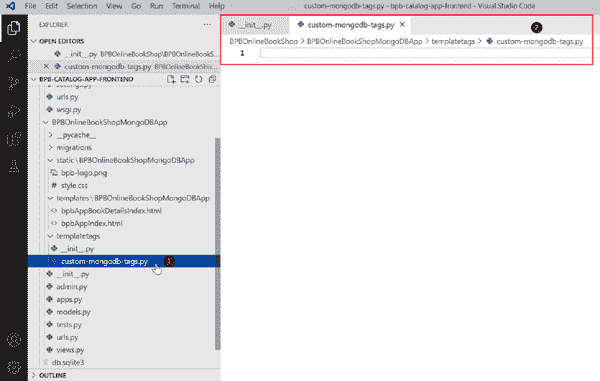 File Edit Selection View Go Run Terminal Help
custom-mongodb-tags.py - bpb-catalog-app-frontend - Visual Studio Code
EXPLORER
OPEN EDITORS
__init__.py BPBOnlineBookShop\BPBO...
custom-mongodb-tags.py BPBOnlineBookSho...
BPB-CATALOG-APP-FRONTEND
urls.py
wsgi.py
BPBOnlineBookShopMongoDBApp
__pycache__
migrations
static\BPBOnlineBookShopMongoDBApp
bpb-logo.png
style.css
templates\BPBOnlineBookShopMongoDBApp
bpbAppBookDetailsIndex.html
bpbAppIndex.html
templatetags
__init__.py
custom-mongodb-tags.py
__init__.py
admin.py
apps.py
models.py
tests.py
urls.py
views.py
db.sqlite3
OUTLINE
__init__.py
custom-mongodb-tags.py
7
BPBOnlineBookShop > BPBOnlineBookShopMongoDBApp > templatetags > custom-mongodb-tags.py
1